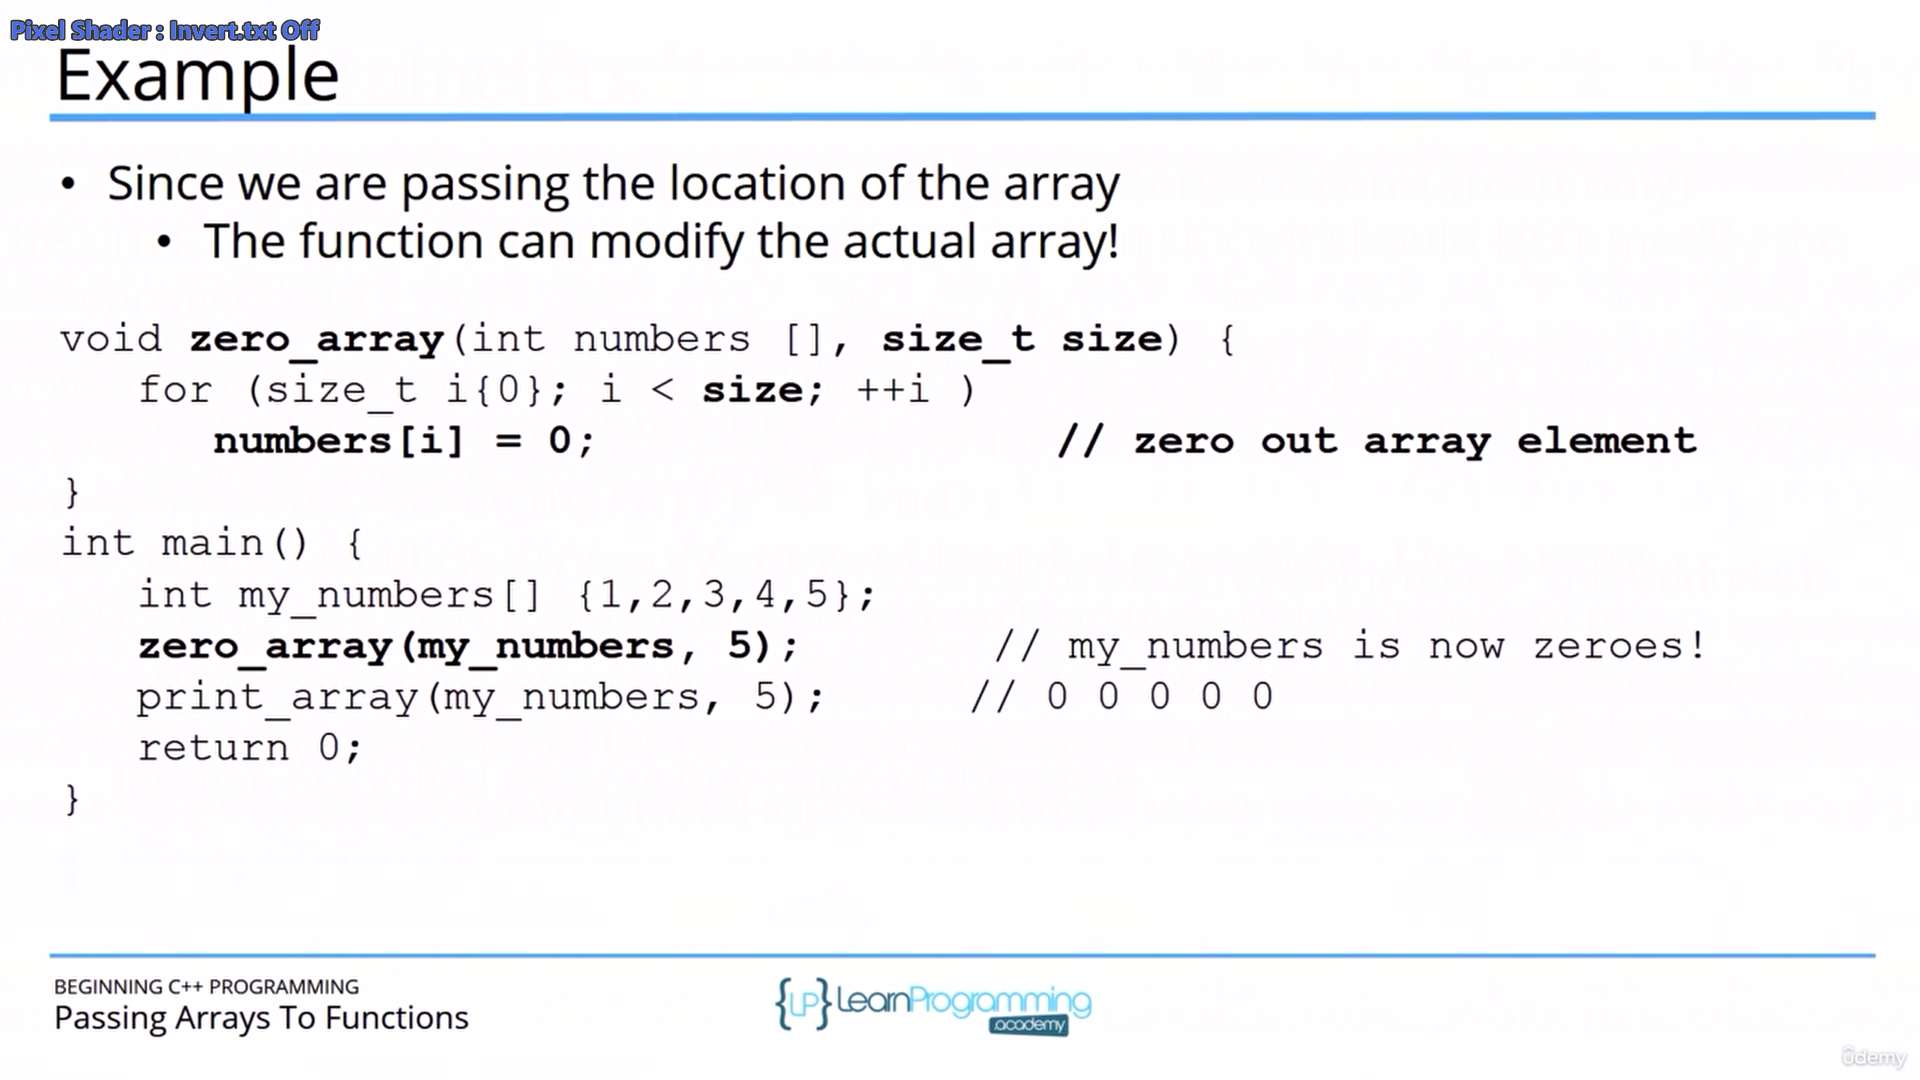 Pixel Shader : Invert.txt Off
Example
• Since we are passing the location of the array
• The function can modify the actual array!
void zero_array(int numbers [], size_t size) {
for (size_t i{0}; i < size; ++i )
numbers[i] = 0; // zero out array element
}
int main() {
int my_numbers[] {1,2,3,4,5};
zero_array(my_numbers, 5); // my_numbers is now zeroes!
print_array(my_numbers, 5); // 0 0 0 0 0
return 0;
}
BEGINNING C++ PROGRAMMING
Passing Arrays To Functions
{LP} LearnProgramming
.academy
ûdemy